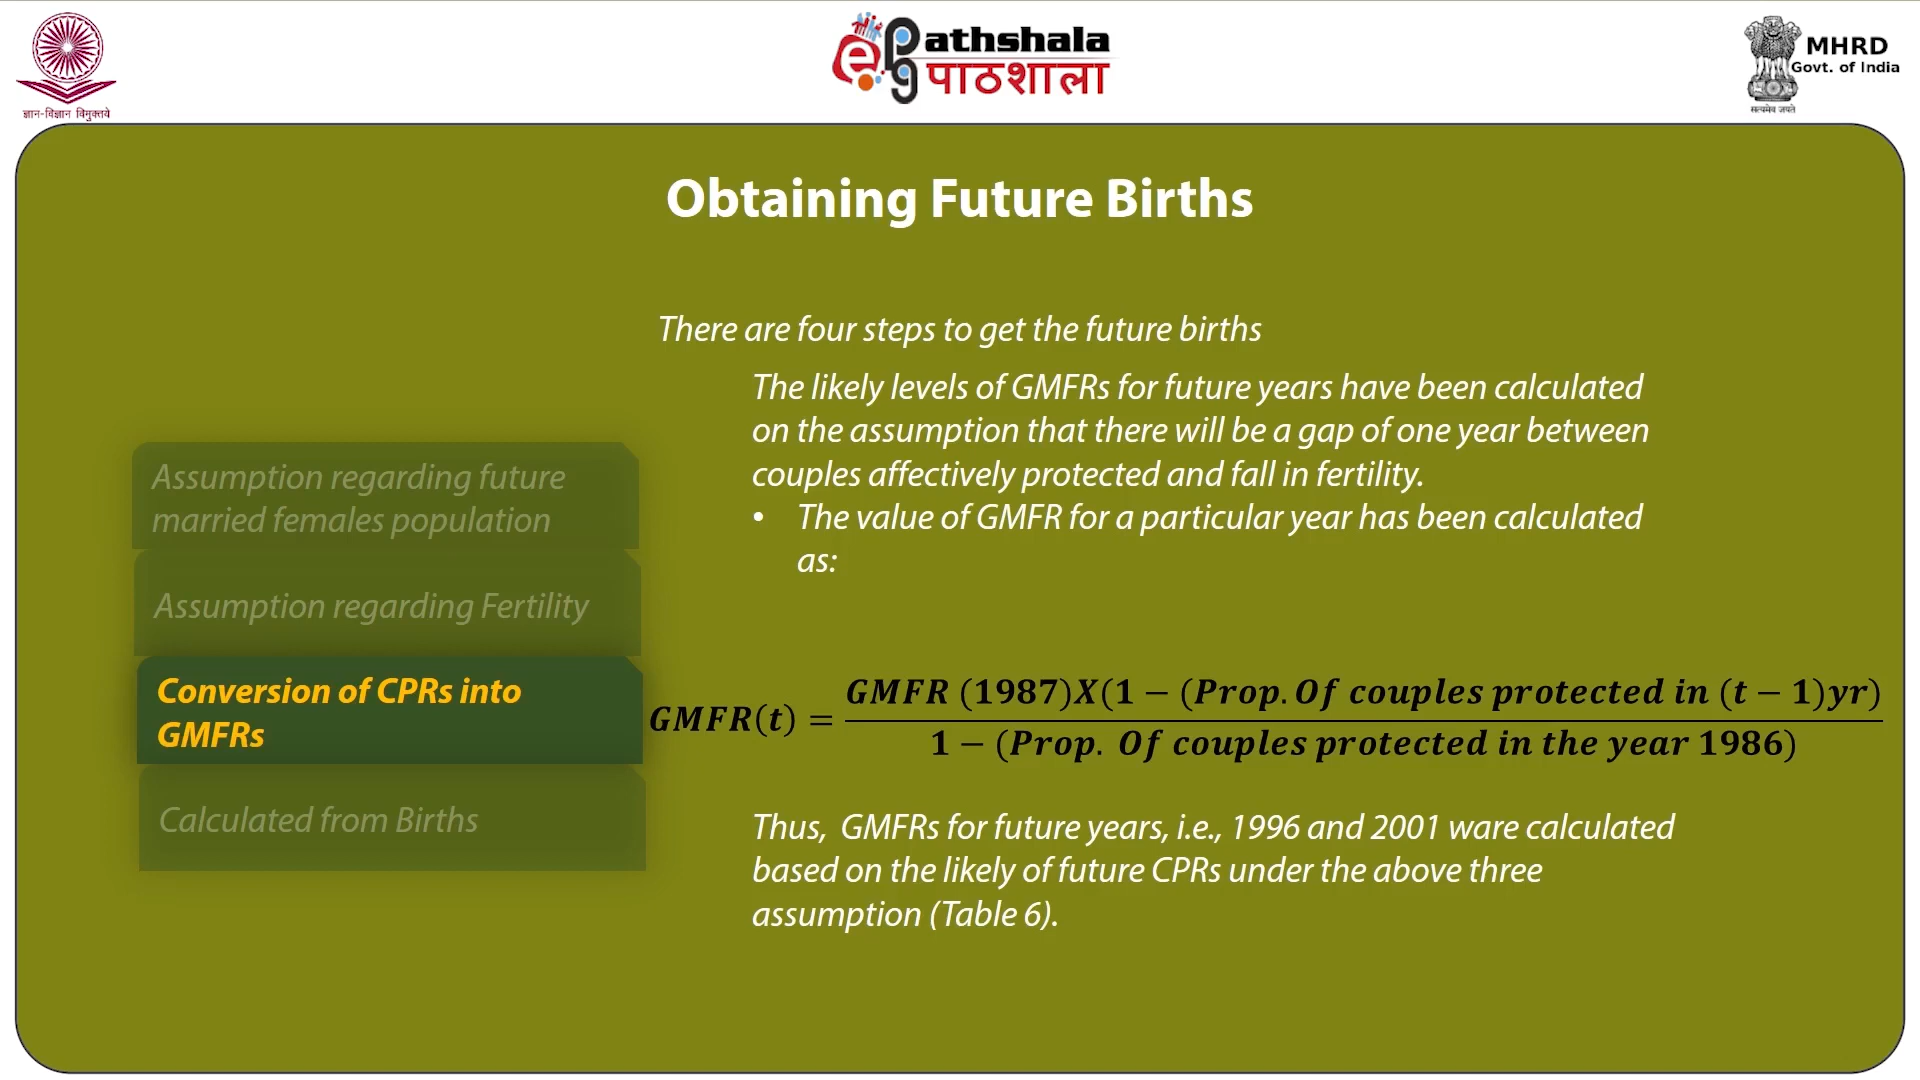 ज्ञान-विज्ञान विमुक्तये
ePG athshala
पाठशाला
MHRD
Govt. of India
सत्यमेव जयते
Obtaining Future Births
There are four steps to get the future births
The likely levels of GMFRs for future years have been calculated
on the assumption that there will be a gap of one year between
couples affectively protected and fall in fertility.
• The value of GMFR for a particular year has been calculated
as:
Assumption regarding future
married females population
Assumption regarding Fertility
Conversion of CPRs into
GMFRs
Calculated from Births
GMFR(t) = GMFR (1987)X(1 − (Prop. Of couples protected in (t − 1)yr)
1 − (Prop. Of couples protected in the year 1986)
Thus, GMFRs for future years, i.e., 1996 and 2001 ware calculated
based on the likely of future CPRs under the above three
assumption (Table 6).